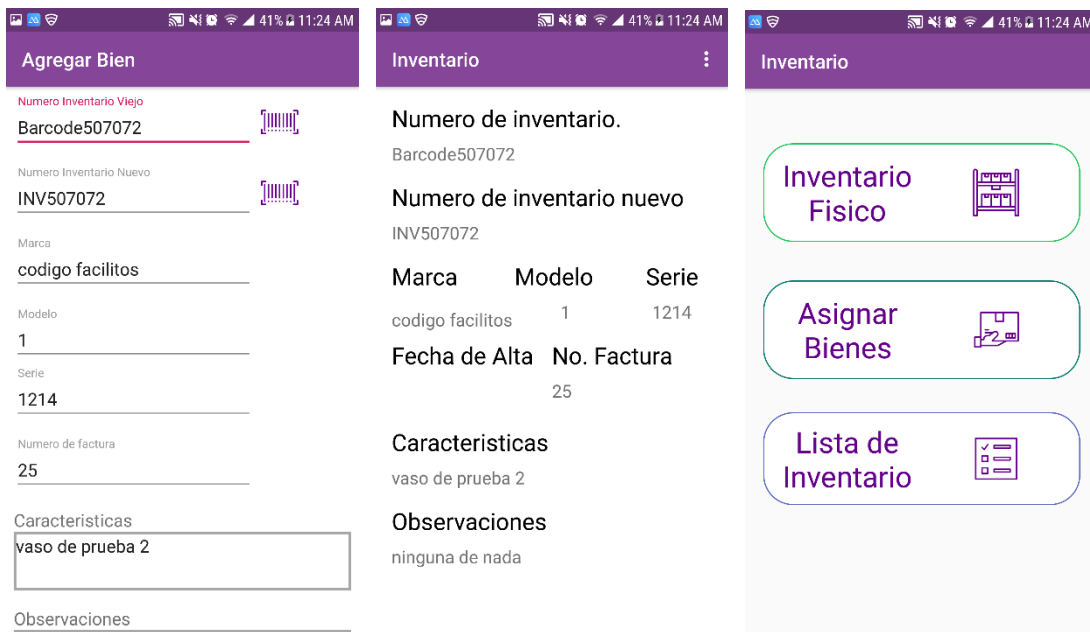 41% 11:24 AM
Agregar Bien
Numero Inventario Viejo
Barcode507072
Numero Inventario Nuevo
INV507072
Marca
codigo facilitos
Modelo
1
Serie
1214
Numero de factura
25
Caracteristicas
vaso de prueba 2
Observaciones
41% 11:24 AM
Inventario
Numero de inventario.
Barcode507072
Numero de inventario nuevo
INV507072
Marca Modelo Serie
codigo facilitos 1 1214
Fecha de Alta No. Factura
25
Caracteristicas
vaso de prueba 2
Observaciones
ninguna de nada
41% 11:24 AM
Inventario
Inventario
Fisico
Asignar
Bienes
Lista de
Inventario